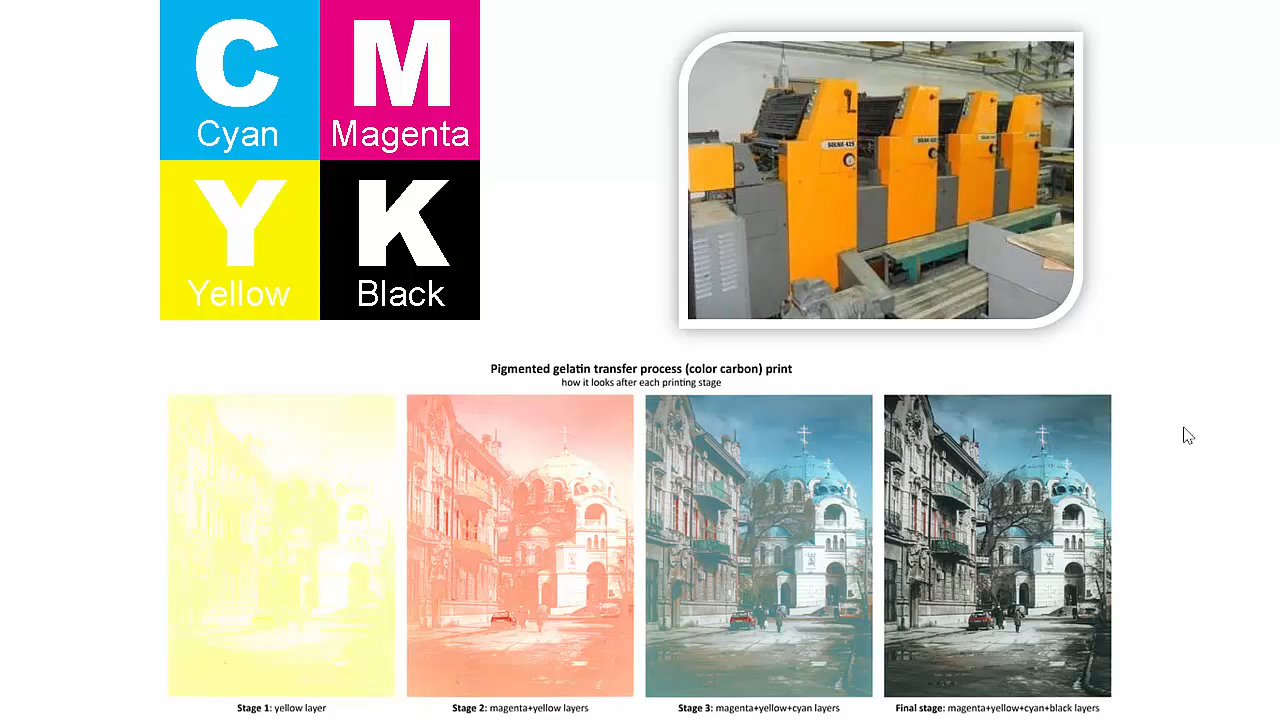 C
Cyan
M
Magenta
Y
Yellow
K
Black
SOLNA 425
Pigmented gelatin transfer process (color carbon) print
how it looks after each printing stage
Stage 1: yellow layer
Stage 2: magenta+yellow layers
Stage 3: magenta+yellow+cyan layers
Final stage: magenta+yellow+cyan+black layers